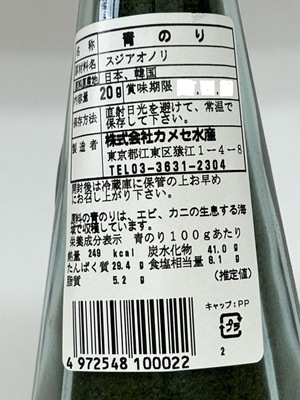 名称 青のり
原材料名 スジアオノリ
原料原産地 日本、韓国
内容量 20g 賞味期限
保存方法 直射日光を避けて、常温で
保存して下さい。
製造者 株式会社カメセ水産
東京都江東区猿江1-4-8
TEL03-3631-2304
開封後は冷蔵庫に保管の上お早め
にお召し上がり下さい。
原料の青のりは、エビ、カニの生息する海
域で収穫しています。
栄養成分表示 青のり100gあたり
熱量 249 kcal 炭水化物 41.0g
たんぱく質 29.4 g 食塩相当量 8.1g
脂質 5.2 g (推定値)
キャップ:PP
プラ
2
4 972548 100022